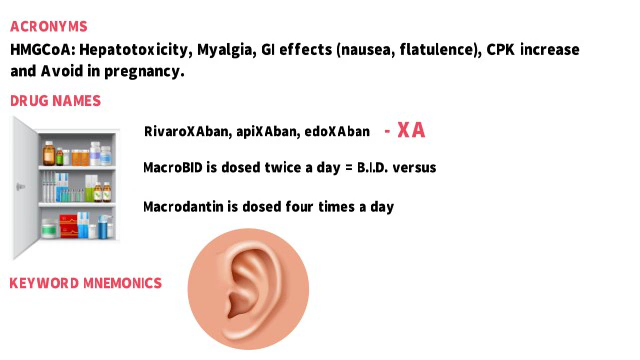 ACRONYMS
HMGCoA: Hepatotoxicity, Myalgia, GI effects (nausea, flatulence), CPK increase
and Avoid in pregnancy.
DRUG NAMES
RivaroXAban, apiXAban, edoXAban - XA
MacroBID is dosed twice a day = B.I.D. versus
Macrodantin is dosed four times a day
KEYWORD MNEMONICS